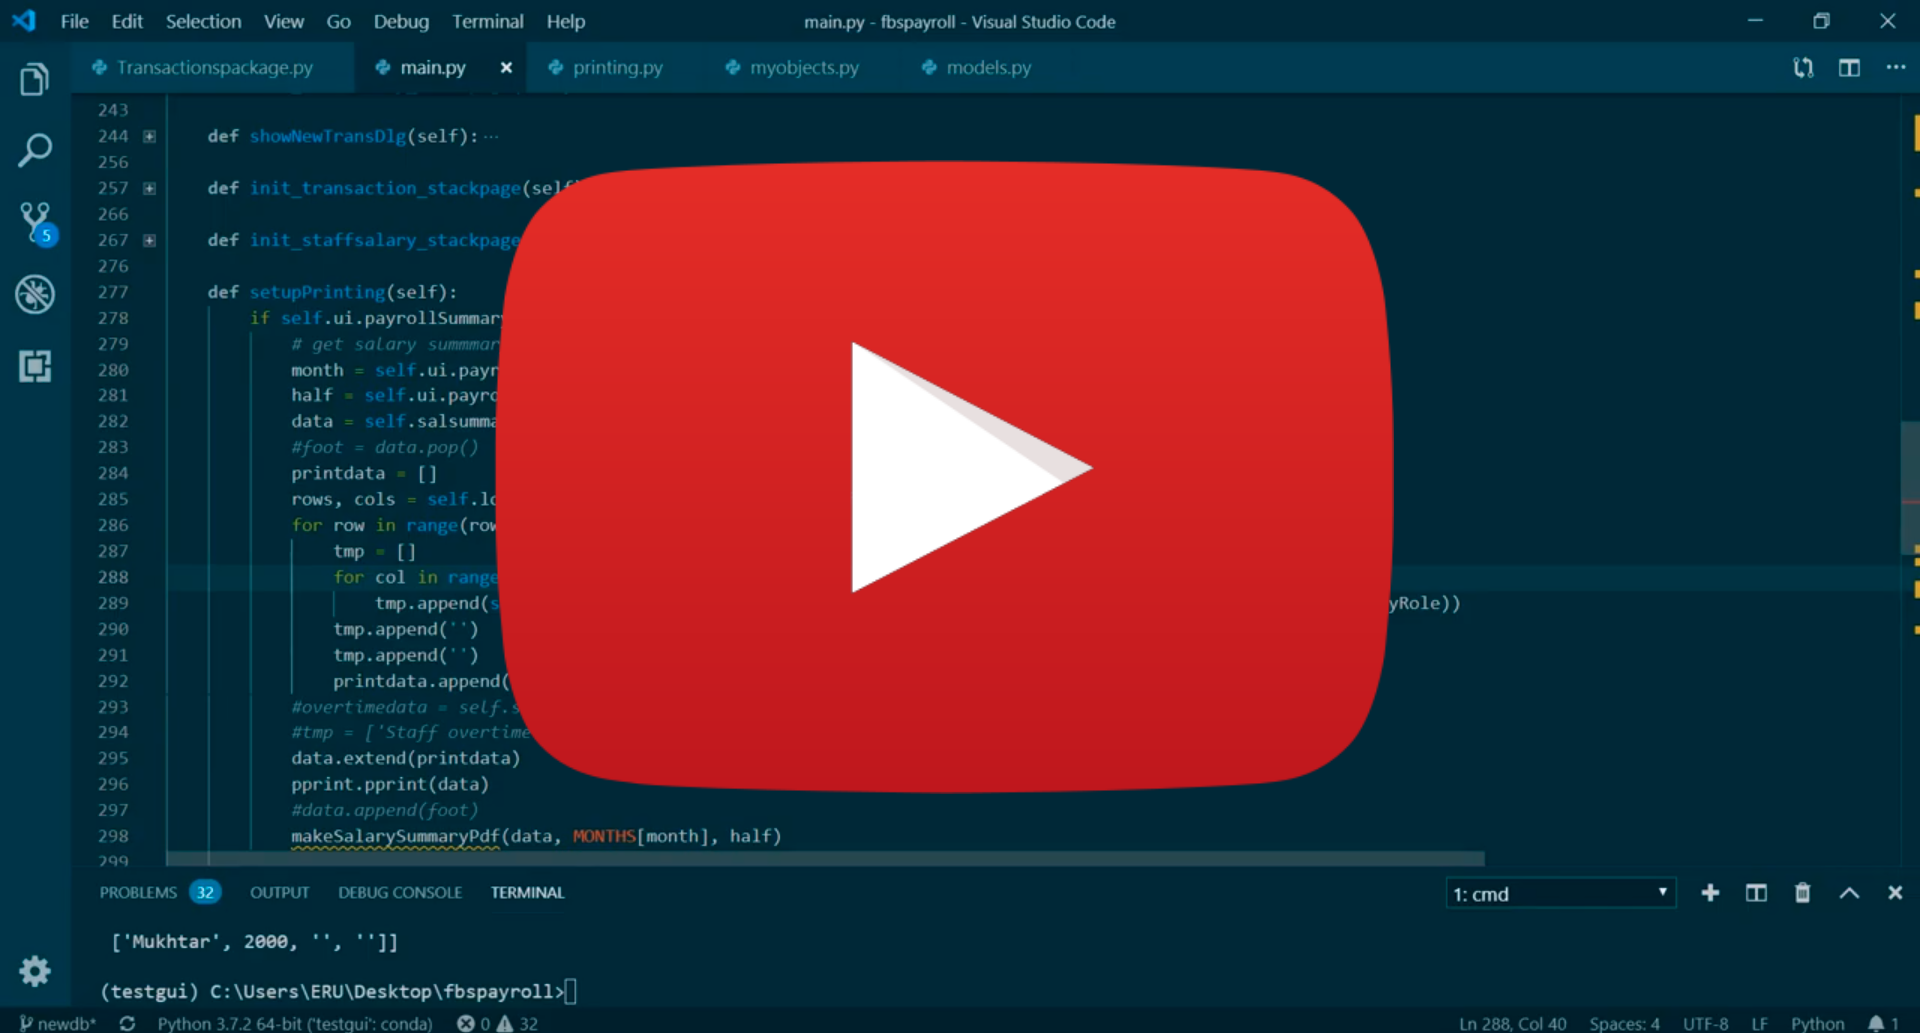 File Edit Selection View Go Debug Terminal Help
main.py - fbspayroll - Visual Studio Code
Transactionspackage.py main.py printing.py myobjects.py models.py
243
244 def showNewTransDlg(self):
256
257 def init_transaction_stackpage(self
266
267 def init_staffsalary_stackpage
276
277 def setupPrinting(self):
278 if self.ui.payrollSummary
279 # get salary summmar
280 month = self.ui.payr
281 half = self.ui.payro
282 data = self.salsumma
283 #foot = data.pop()
284 printdata = []
285 rows, cols = self.lo
286 for row in range(row
287 tmp = []
288 for col in range
289 tmp.append(s yRole))
290 tmp.append('')
291 tmp.append('')
292 printdata.append(
293 #overtimedata = self.s
294 #tmp = ['Staff overtime
295 data.extend(printdata)
296 pprint.pprint(data)
297 #data.append(foot)
298 makeSalarySummaryPdf(data, MONTHS[month], half)
299
PROBLEMS 32 OUTPUT DEBUG CONSOLE TERMINAL 1: cmd
['Mukhtar', 2000, '', '']]
(testgui) C:\Users\ERU\Desktop\fbspayroll>
newdb* Python 3.7.2 64-bit ('testgui': conda) 0 32 Ln 288, Col 40 Spaces: 4 UTF-8 LF Python 1
5